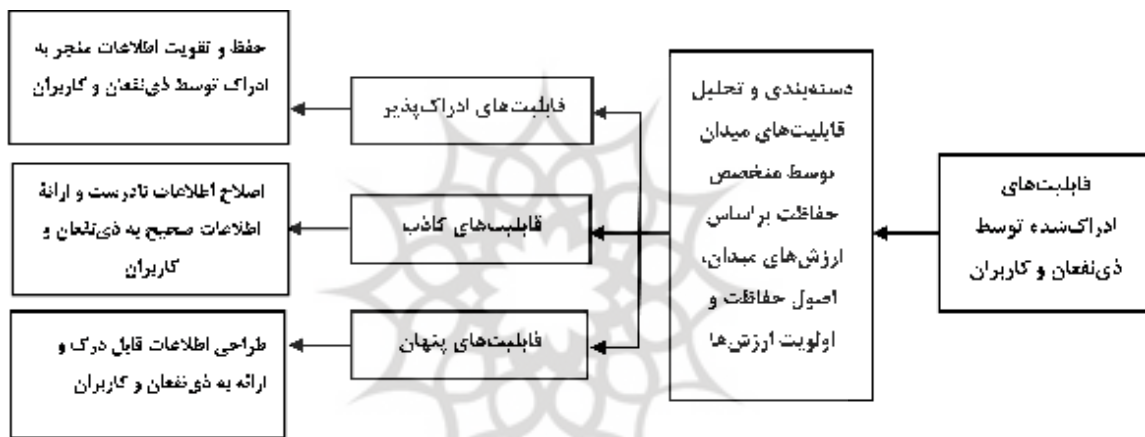 قابلیت‌های
ادراک‌شده توسط
ذی‌نفعان و کاربران
دسته‌بندی و تحلیل
قابلیت‌های میدان
توسط متخصص
حفاظت براساس
ارزش‌های میدان،
اصول حفاظت و
اولویت ارزش‌ها
قابلیت‌های ادراک‌پذیر
حفظ و تقویت اطلاعات منجر به
ادراک توسط ذی‌نفعان و کاربران
قابلیت‌های کاذب
اصلاح اطلاعات نادرست و ارائهٔ
اطلاعات صحیح به ذی‌نفعان و
کاربران
قابلیت‌های پنهان
طراحی اطلاعات قابل درک و
ارائه به ذی‌نفعان و کاربران